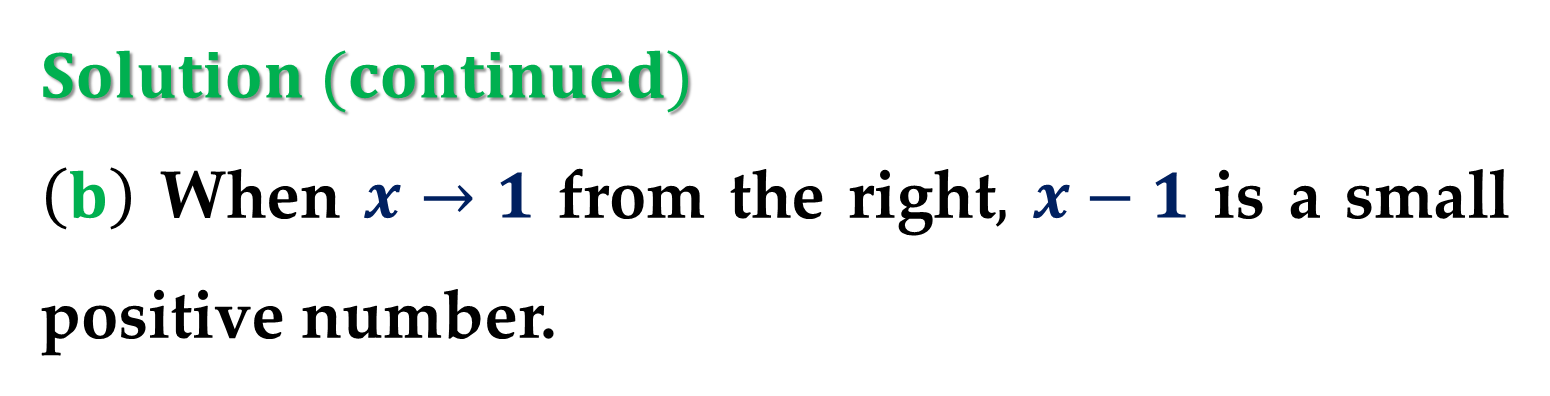 Solution (continued)
(b) When x → 1 from the right, x − 1 is a small
positive number.